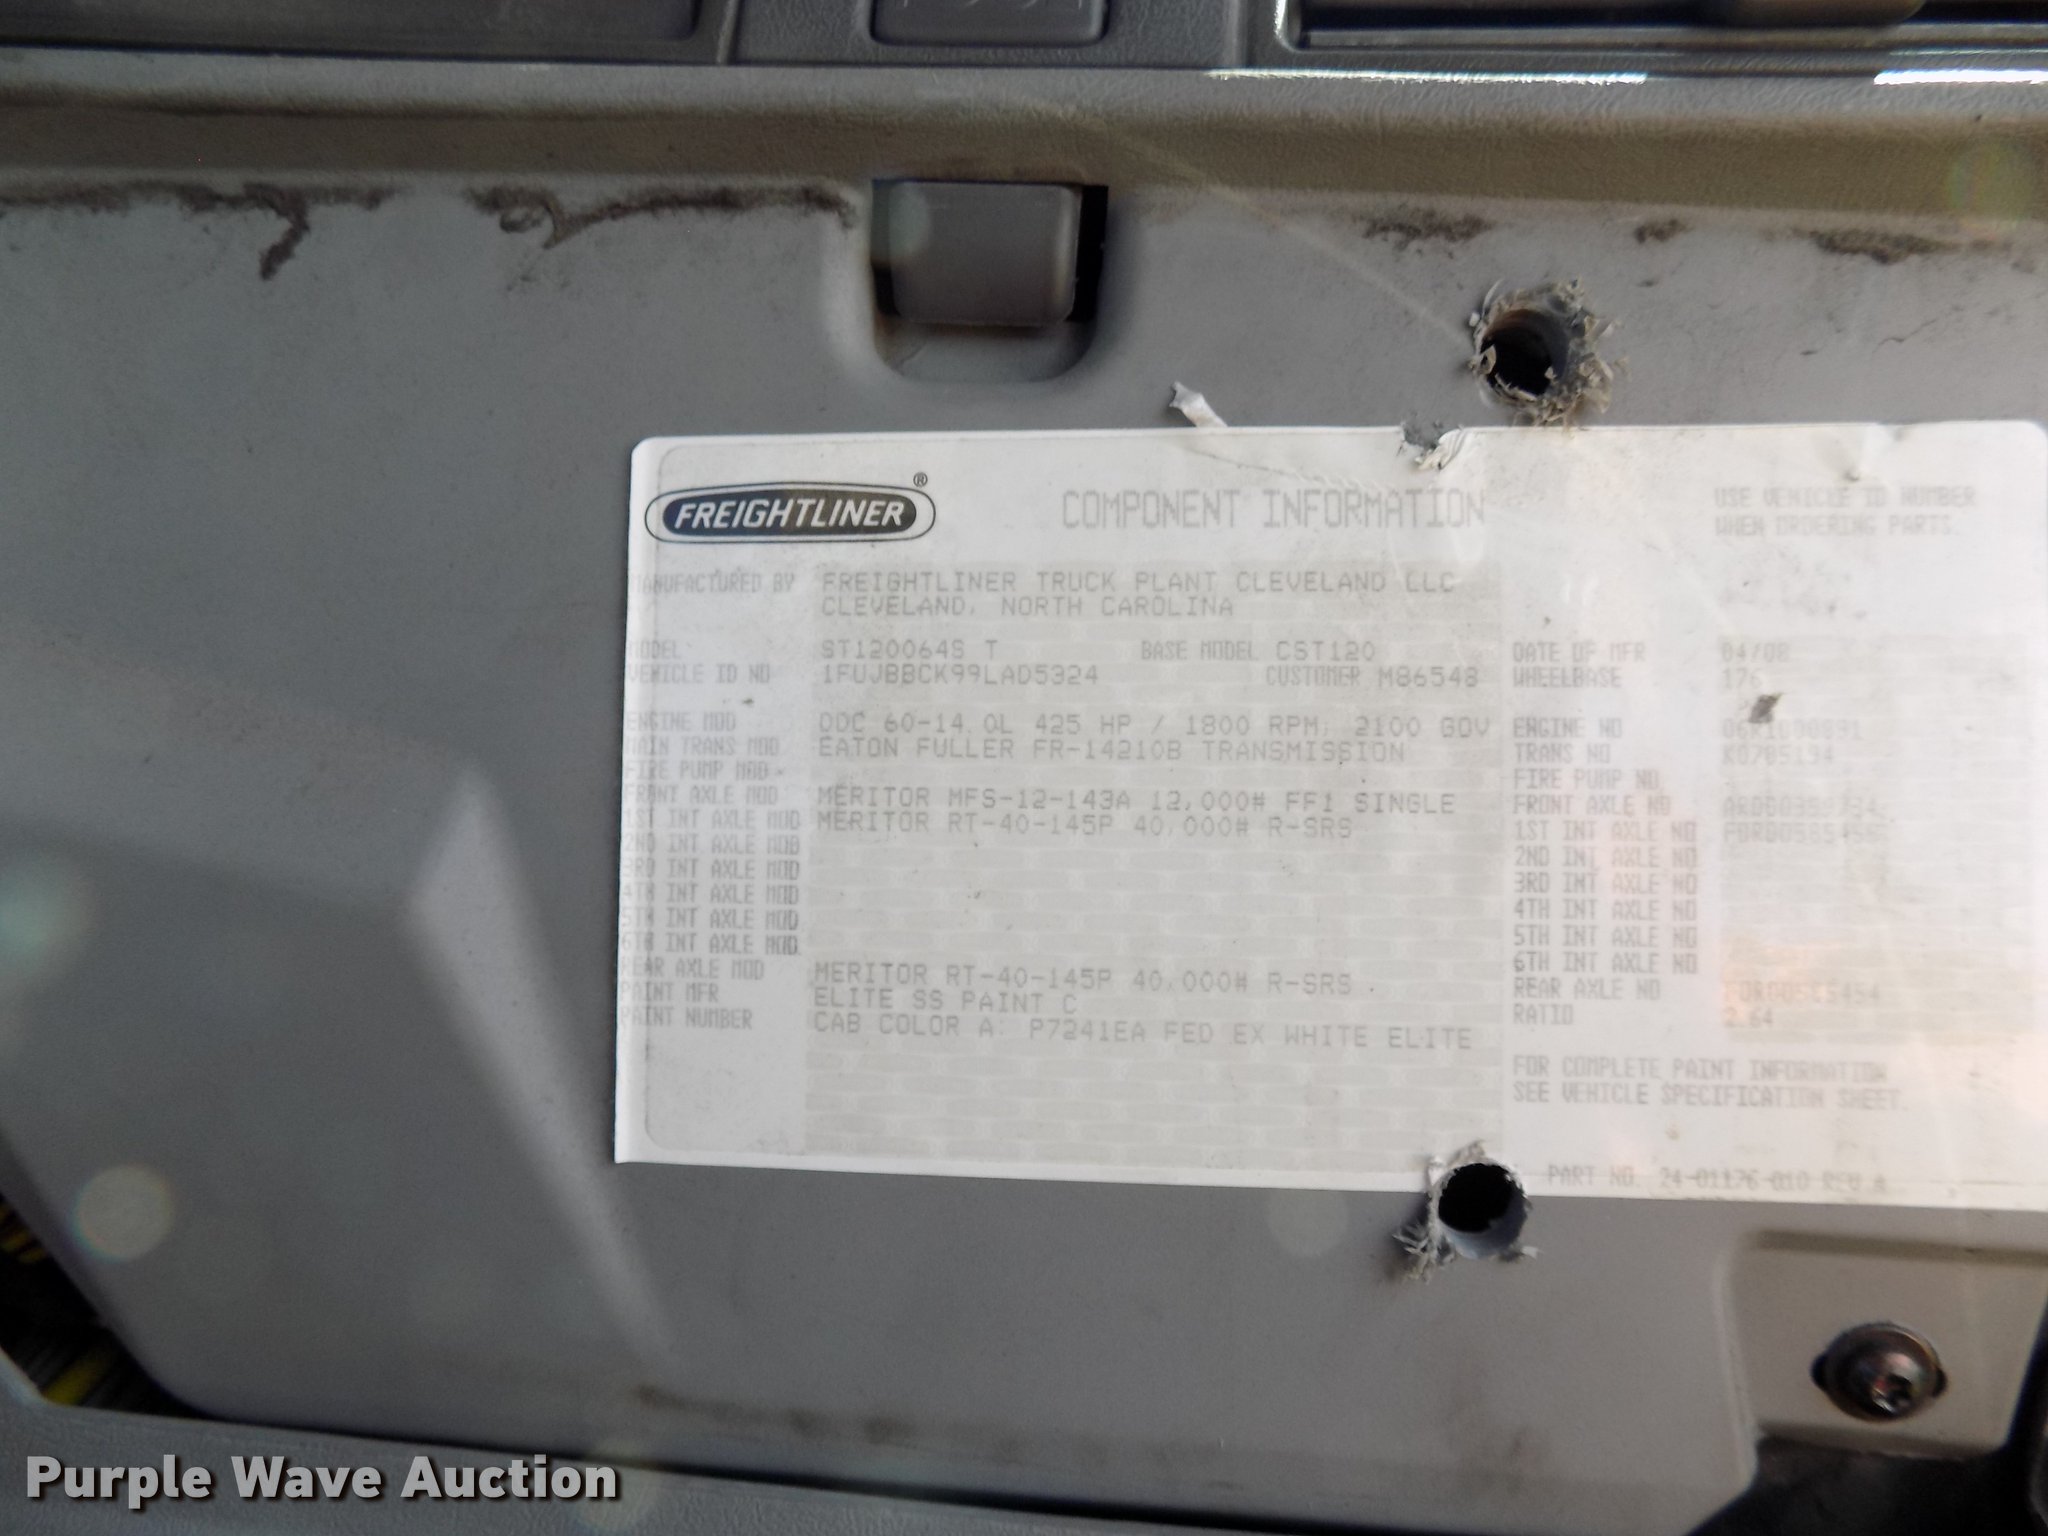 FREIGHTLINER ®
COMPONENT INFORMATION
USE VEHICLE ID NUMBER
WHEN ORDERING PARTS.
MANUFACTURED BY FREIGHTLINER TRUCK PLANT CLEVELAND LLC
CLEVELAND, NORTH CAROLINA
MODEL ST120064S T BASE MODEL CST120 DATE OF MFR 04/08
VEHICLE ID NO 1FUJBBCK99LAD5324 CUSTOMER M86548 WHEELBASE 176
ENGINE MOD DDC 60-14.0L 425 HP / 1800 RPM; 2100 GOV ENGINE NO
MAIN TRANS MOD EATON FULLER FR-14210B TRANSMISSION TRANS NO K0705194
FIRE PUMP MOD FIRE PUMP NO
FRONT AXLE MOD MERITOR MFS-12-143A 12,000# FF1 SINGLE FRONT AXLE NO
1ST INT AXLE MOD MERITOR RT-40-145P 40,000# R-SRS 1ST INT AXLE NO
2ND INT AXLE MOD 2ND INT AXLE NO
3RD INT AXLE MOD 3RD INT AXLE NO
4TH INT AXLE MOD 4TH INT AXLE NO
5TH INT AXLE MOD 5TH INT AXLE NO
6TH INT AXLE MOD 6TH INT AXLE NO
REAR AXLE MOD MERITOR RT-40-145P 40,000# R-SRS REAR AXLE NO
PAINT MFR ELITE SS PAINT C RATIO 2.64
PAINT NUMBER CAB COLOR A: P7241EA FED EX WHITE ELITE
FOR COMPLETE PAINT INFORMATION
SEE VEHICLE SPECIFICATION SHEET.
PART NO. 24-01176-010 REV A
Purple Wave Auction